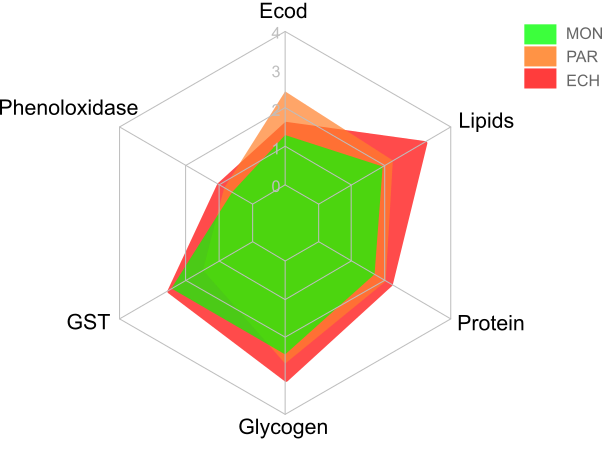 Ecod
4
3
2
1
0
MON
PAR
ECH
Phenoloxidase
Lipids
GST
Protein
Glycogen